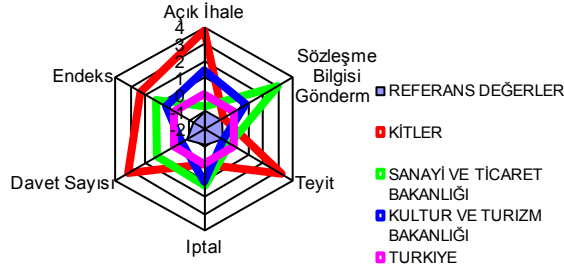 Açık İhale
4
3
2
1
0
-1
-2
Sözleşme
Bilgisi
Gönderm
Teyit
Iptal
Davet Sayısı
Endeks
REFERANS DEĞERLER
KİTLER
SANAYİ VE TİCARET
BAKANLIĞI
KULTUR VE TURIZM
BAKANLIĞI
TURKIYE